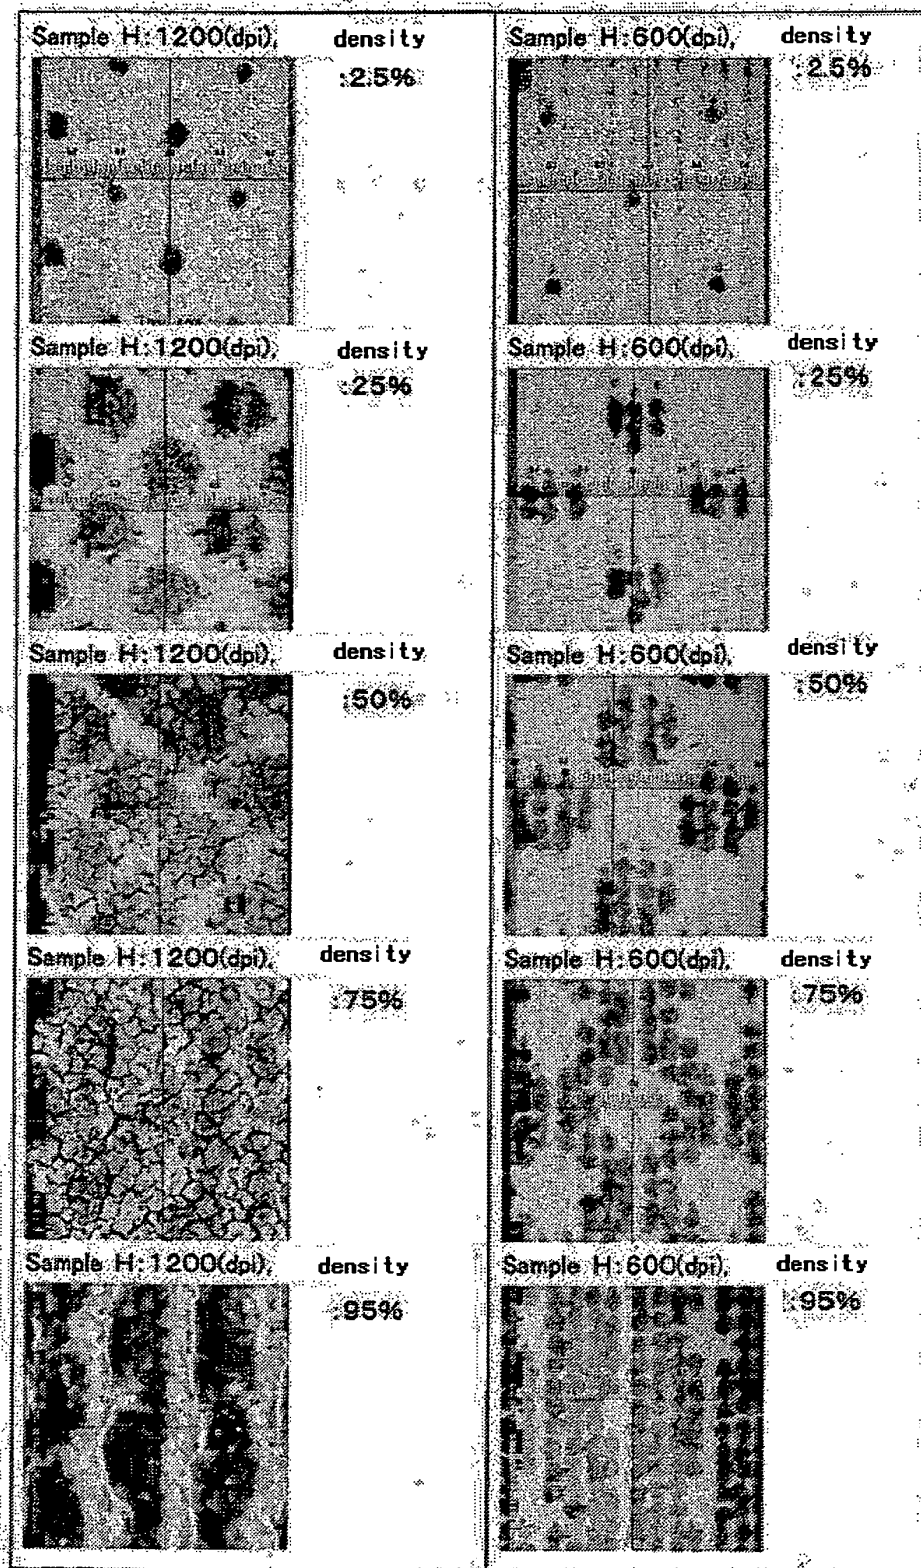 Sample H:1200(dpi), density
:2.5%
Sample H:600(dpi), density
:2.5%
Sample H:1200(dpi), density
:25%
Sample H:600(dpi), density
:25%
Sample H:1200(dpi), density
:50%
Sample H:600(dpi), density
:50%
Sample H:1200(dpi), density
:75%
Sample H:600(dpi), density
:75%
Sample H:1200(dpi), density
:95%
Sample H:600(dpi), density
:95%